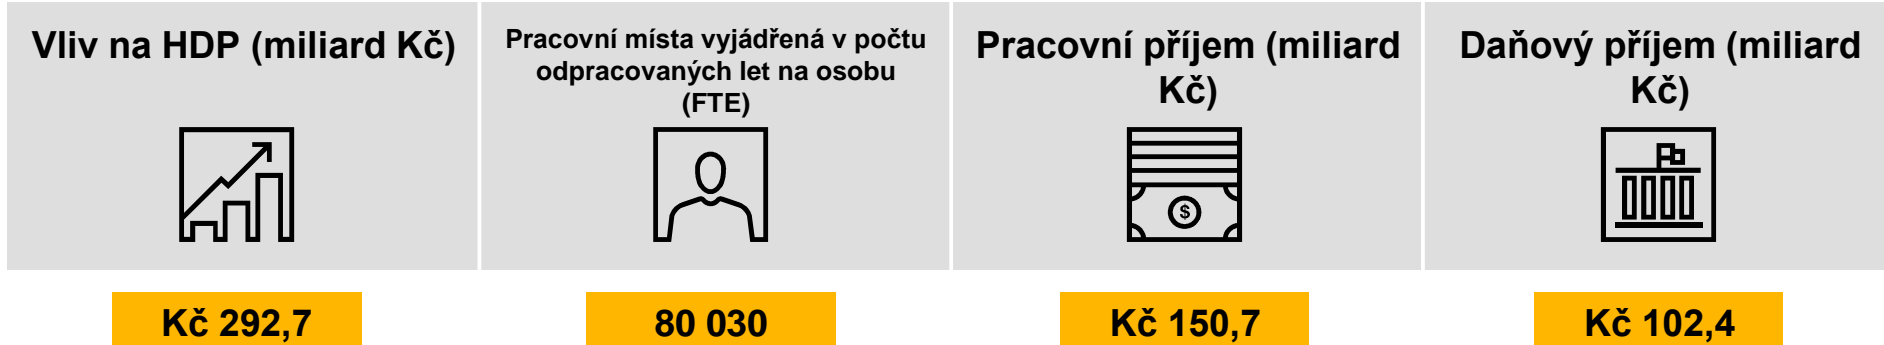 Vliv na HDP (miliard Kč)
Pracovní místa vyjádřená v počtu
odpracovaných let na osobu
(FTE)
Pracovní příjem (miliard
Kč)
Daňový příjem (miliard
Kč)
$
Kč 292,7
80 030
Kč 150,7
Kč 102,4